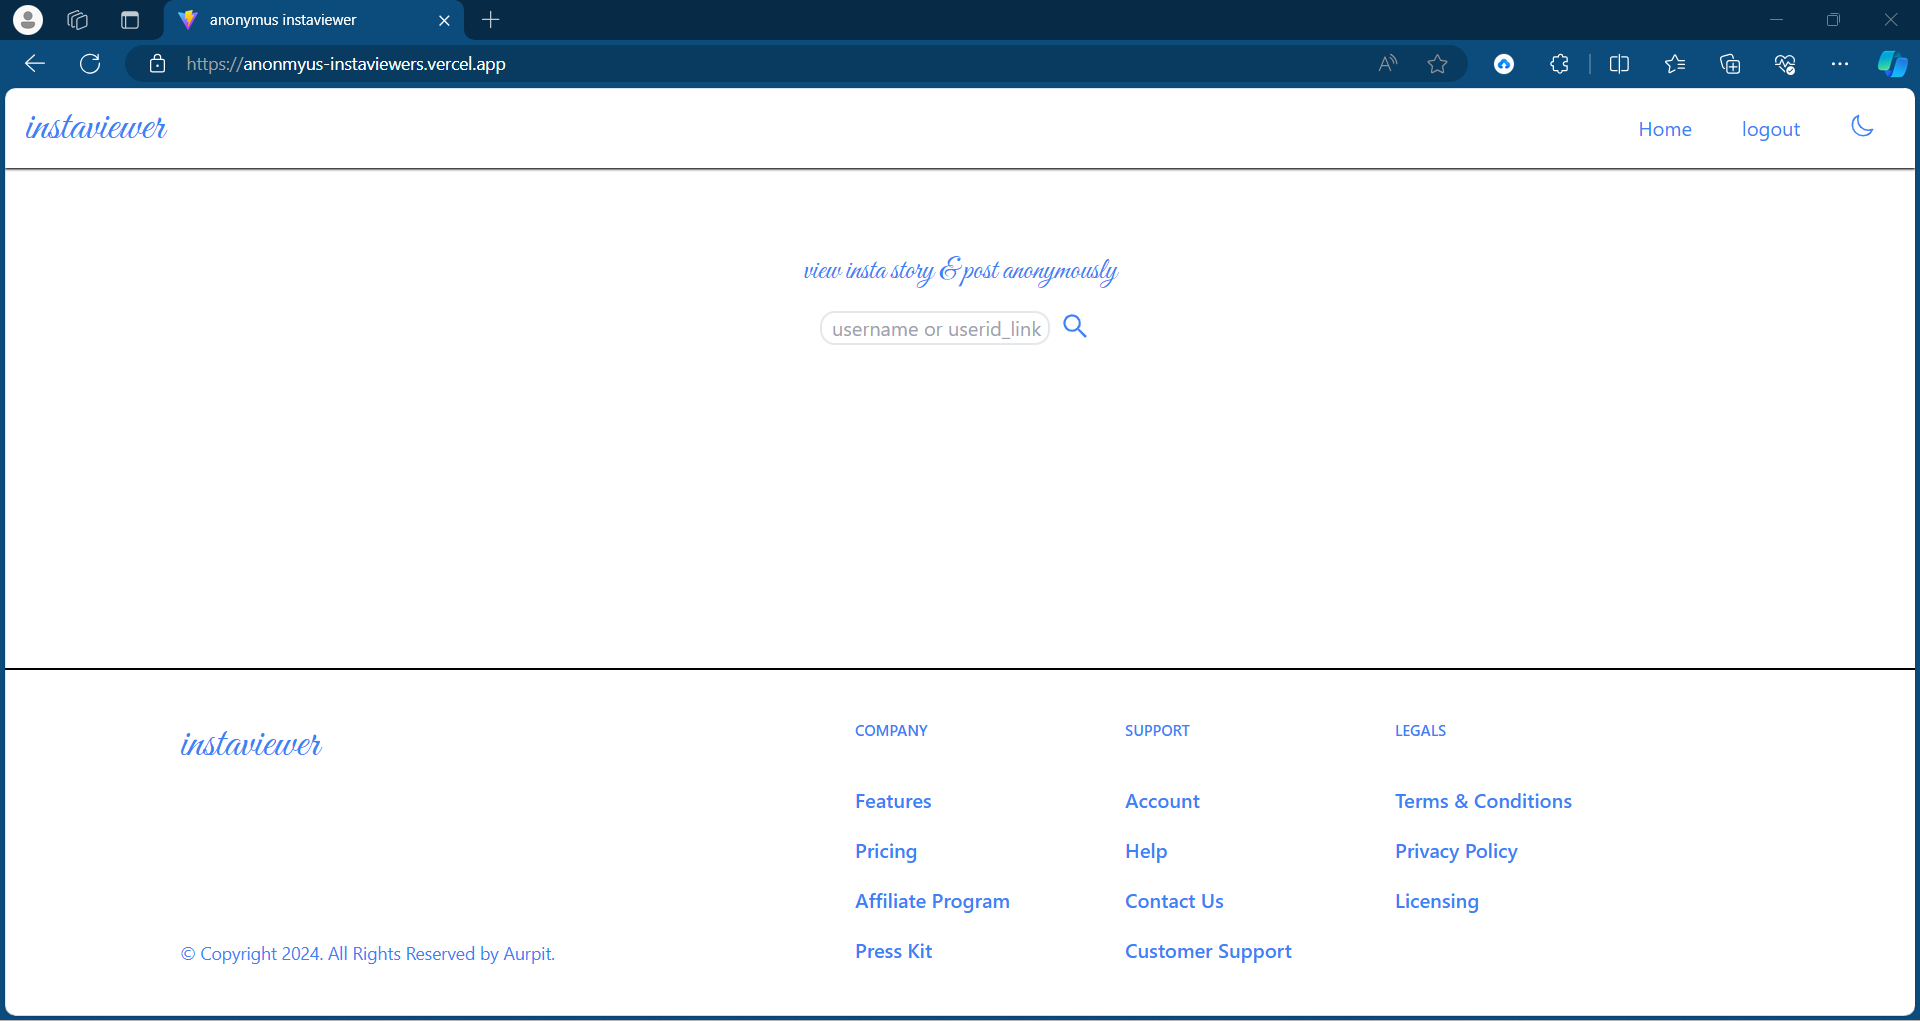 anonymus instaviewer
https://anonmyus-instaviewers.vercel.app
instaviewer
Home
logout
view insta story & post anonymously
username or userid_link
instaviewer
© Copyright 2024. All Rights Reserved by Aurpit.
COMPANY
Features
Pricing
Affiliate Program
Press Kit
SUPPORT
Account
Help
Contact Us
Customer Support
LEGALS
Terms & Conditions
Privacy Policy
Licensing